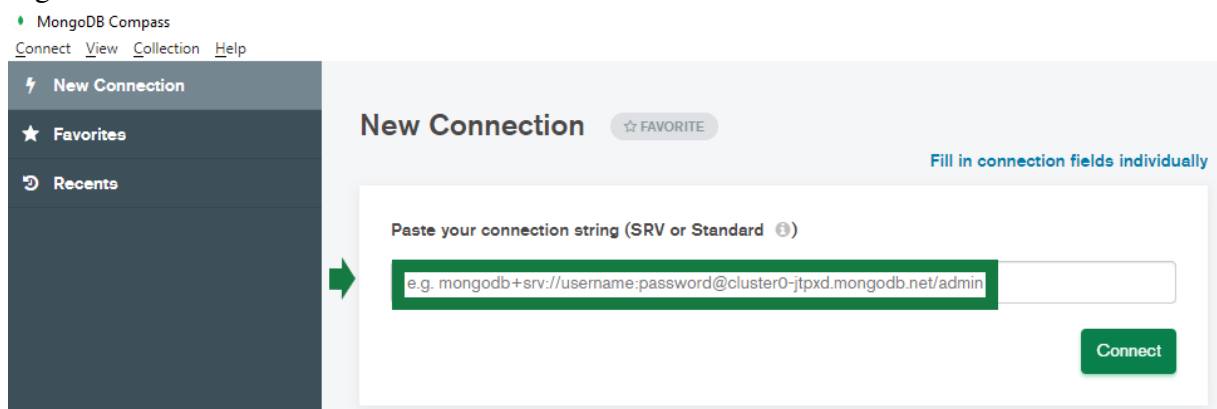 MongoDB Compass
Connect View Collection Help
New Connection
Favorites
Recents
New Connection
FAVORITE
Fill in connection fields individually
Paste your connection string (SRV or Standard )
e.g. mongodb+srv://username:password@cluster0-jtpxd.mongodb.net/admin
Connect